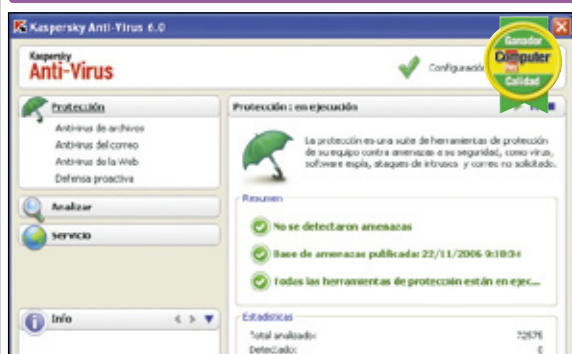 Kaspersky Anti-Virus 6.0
Kaspersky
Anti-Virus
Configuración
Ganador
Computer
Calidad
Protección
Antivirus de archivos
Antivirus del correo
Antivirus de la Web
Defensa proactiva
Analizar
Servicio
Info
Protección : en ejecución
La protección es una suite de herramientas de protección
de su equipo contra amenazas a su seguridad, como virus,
software espía, ataques de intrusos y correo no solicitado.
Resumen
No se detectaron amenazas
Base de amenazas publicada: 22/11/2006 9:10:34
Todas las herramientas de protección están en ejec...
Estadísticas
Total analizado: 72575
Detectado: 0